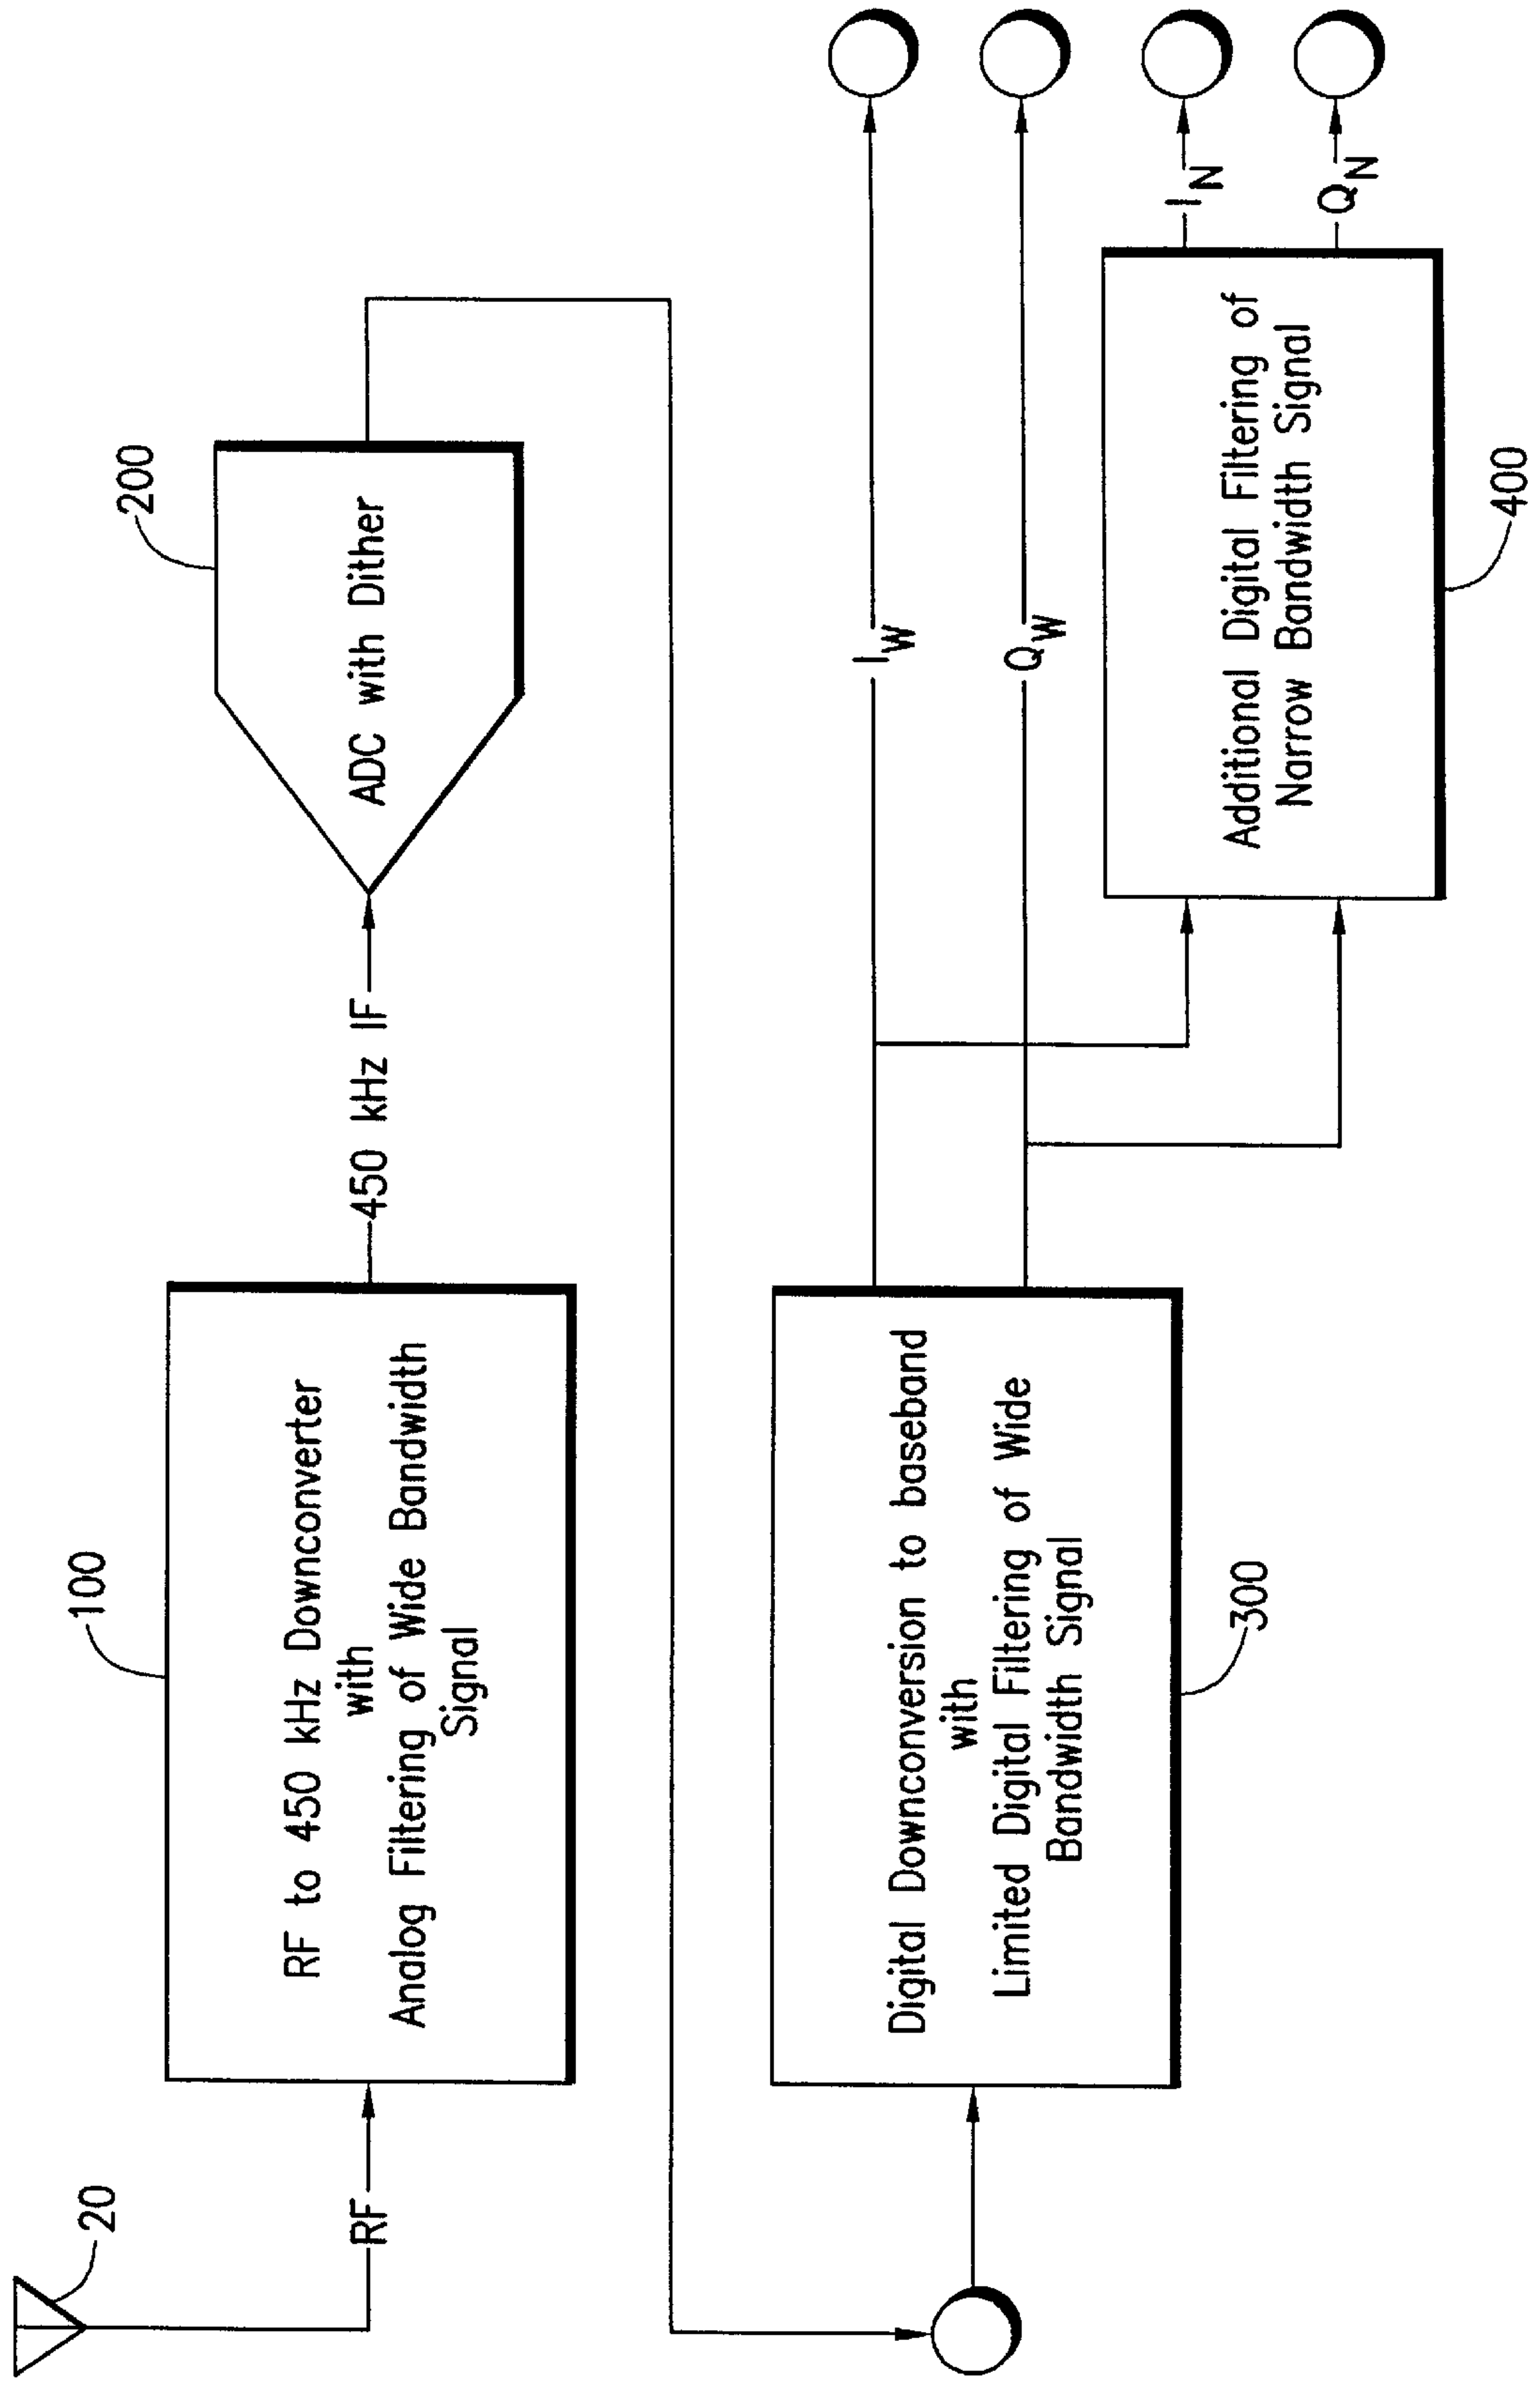 20
RF
100
RF to 450 kHz Downconverter
with
Analog Filtering of Wide Bandwidth
Signal
450 kHz IF
200
ADC with Dither
Digital Downconversion to baseband
with
Limited Digital Filtering of Wide
Bandwidth Signal
300
I_W
Q_W
Additional Digital Filtering of
Narrow Bandwidth Signal
400
I_N
Q_N